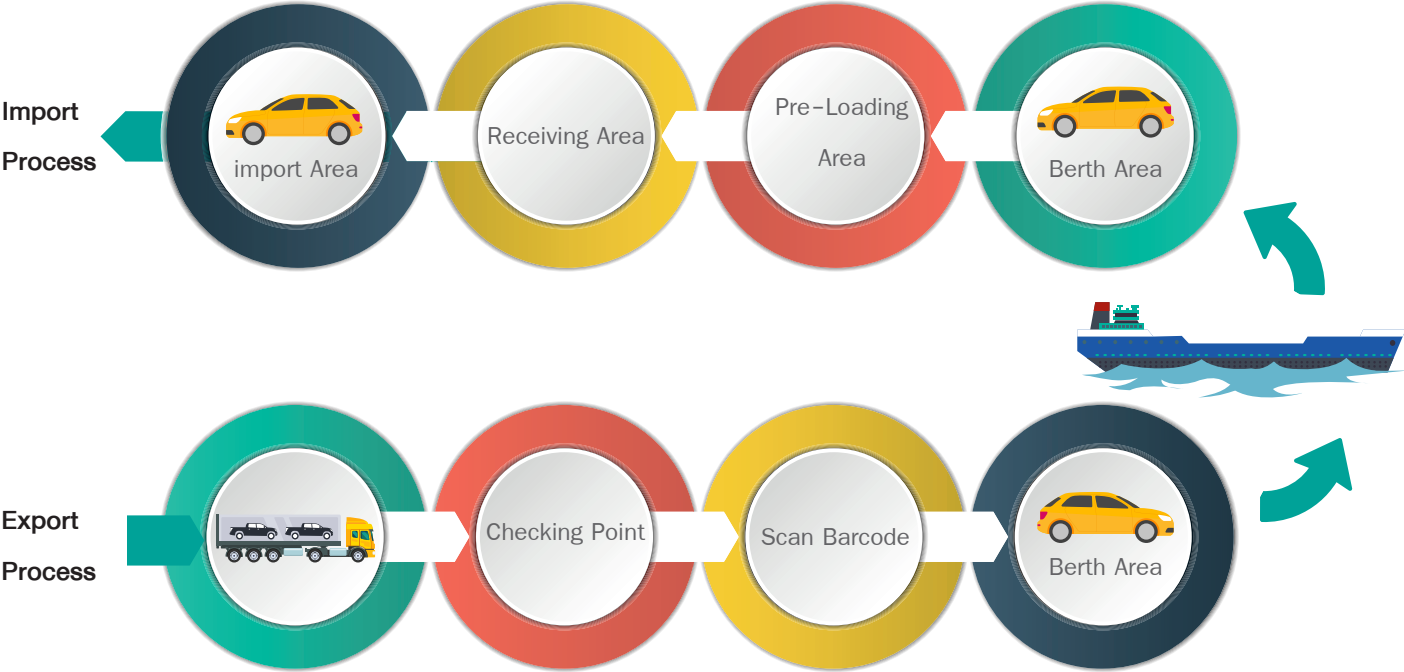 Import
Process
import Area
Receiving Area
Pre-Loading
Area
Berth Area
Export
Process
Checking Point
Scan Barcode
Berth Area